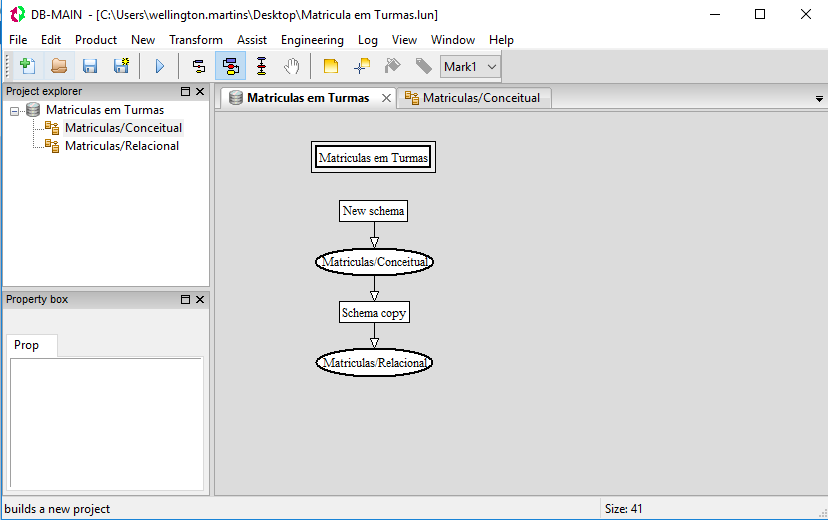 DB-MAIN - [C:\Users\wellington.martins\Desktop\Matricula em Turmas.lun]
File Edit Product New Transform Assist Engineering Log View Window Help
Mark1
Project explorer
Matriculas em Turmas
Matriculas/Conceitual
Matriculas/Relacional
Property box
Prop
Matriculas em Turmas
Matriculas/Conceitual
Matriculas em Turmas
New schema
Matriculas/Conceitual
Schema copy
Matriculas/Relacional
builds a new project
Size: 41